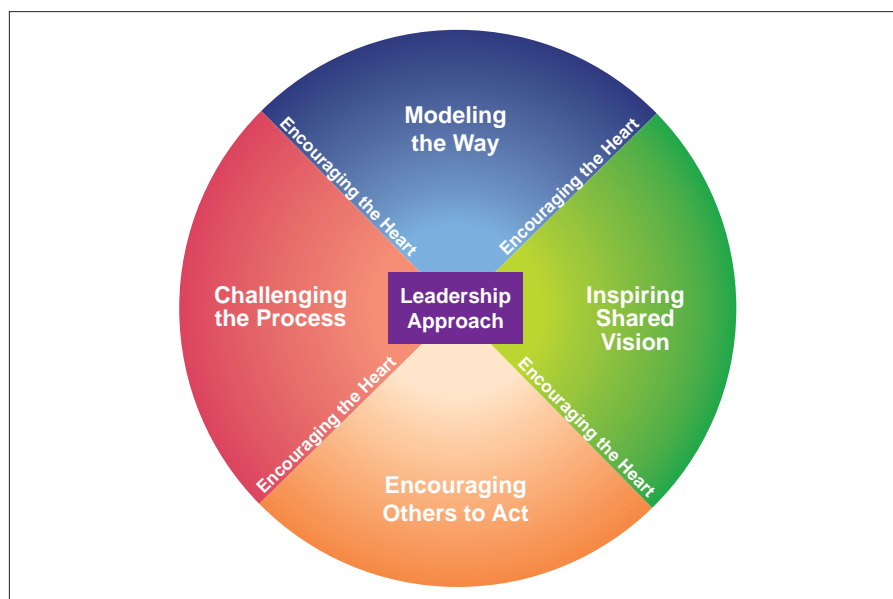 Modeling
the Way
Encouraging the Heart
Encouraging the Heart
Challenging
the Process
Leadership
Approach
Inspiring
Shared
Vision
Encouraging the Heart
Encouraging the Heart
Encouraging
Others to Act